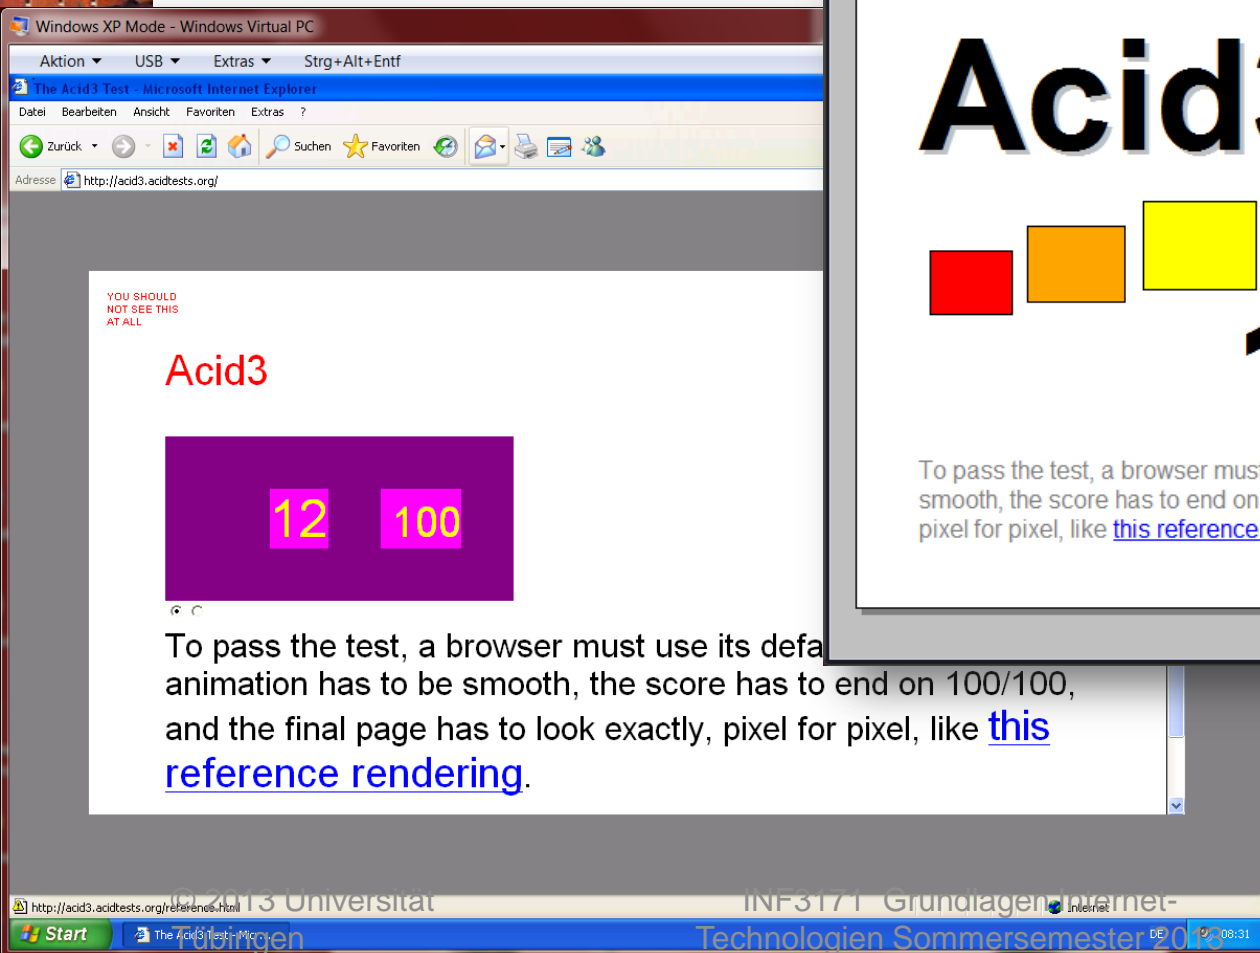 Windows XP Mode - Windows Virtual PC
Aktion USB Extras Strg+Alt+Entf
The Acid3 Test - Microsoft Internet Explorer
Datei Bearbeiten Ansicht Favoriten Extras ?
Zurück Suchen Favoriten
Adresse http://acid3.acidtests.org/
YOU SHOULD
NOT SEE THIS
AT ALL
Acid3
12 100
To pass the test, a browser must use its defa
animation has to be smooth, the score has to end on 100/100,
and the final page has to look exactly, pixel for pixel, like this
reference rendering.
Acid3
To pass the test, a browser must
smooth, the score has to end on
pixel for pixel, like this reference
http://acid3.acidtests.org/reference.html Internet
Start The Acid3 Test - Micr... DE 08:31
© 2013 Universität
Tübingen
INF3171 Grundlagen Internet-
Technologien Sommersemester 2013